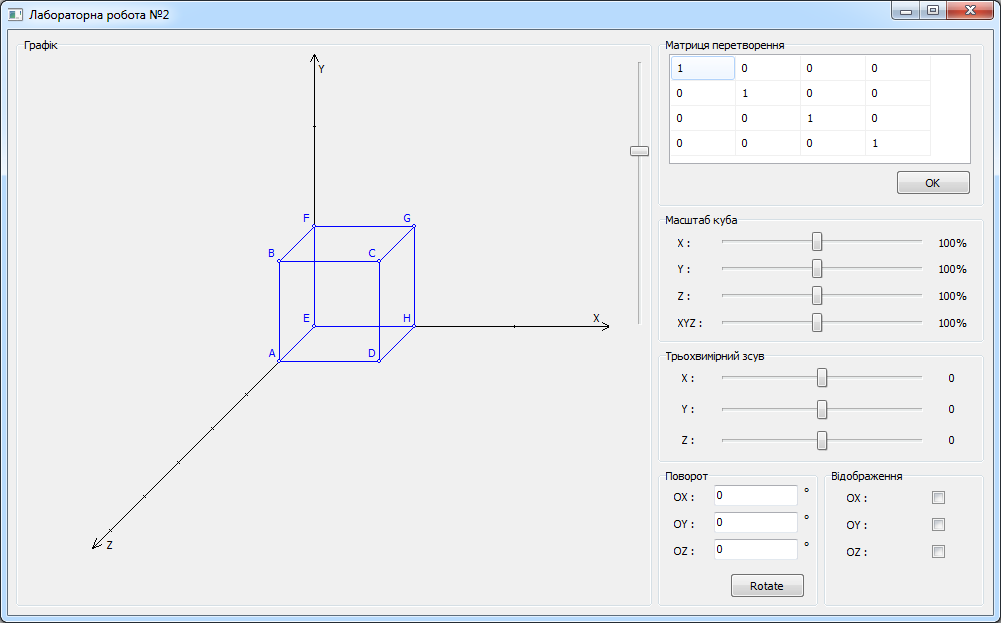 Лабораторна робота №2
Графік
Y
F
G
B
C
E
H
X
A
D
Z
Матриця перетворення
1 0 0 0
0 1 0 0
0 0 1 0
0 0 0 1
OK
Масштаб куба
X : 100%
Y : 100%
Z : 100%
XYZ : 100%
Трьохвимірний зсув
X : 0
Y : 0
Z : 0
Поворот
OX : 0 °
OY : 0 °
OZ : 0 °
Rotate
Відображення
OX :
OY :
OZ :